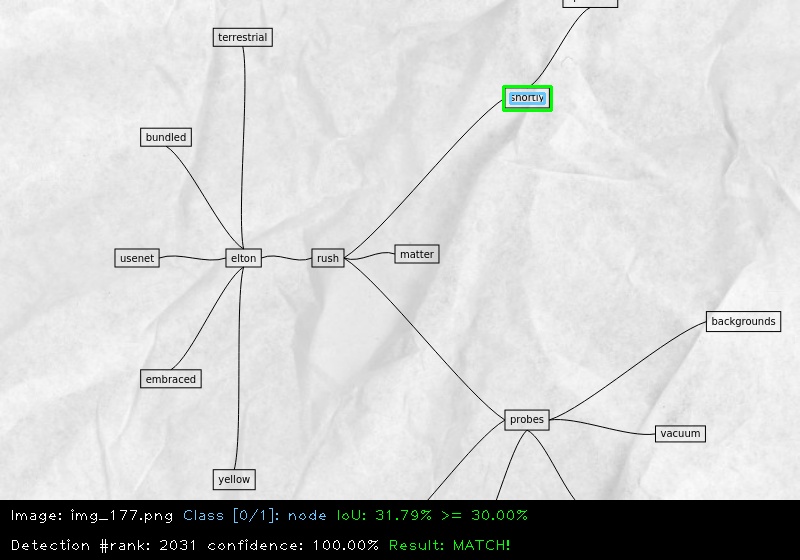 terrestrial
shortly
bundled
usenet
elton
rush
matter
backgrounds
embraced
probes
vacuum
yellow
Image: img_177.png Class [0/1]: node IoU: 31.79% >= 30.00%
Detection #rank: 2031 confidence: 100.00% Result: MATCH!